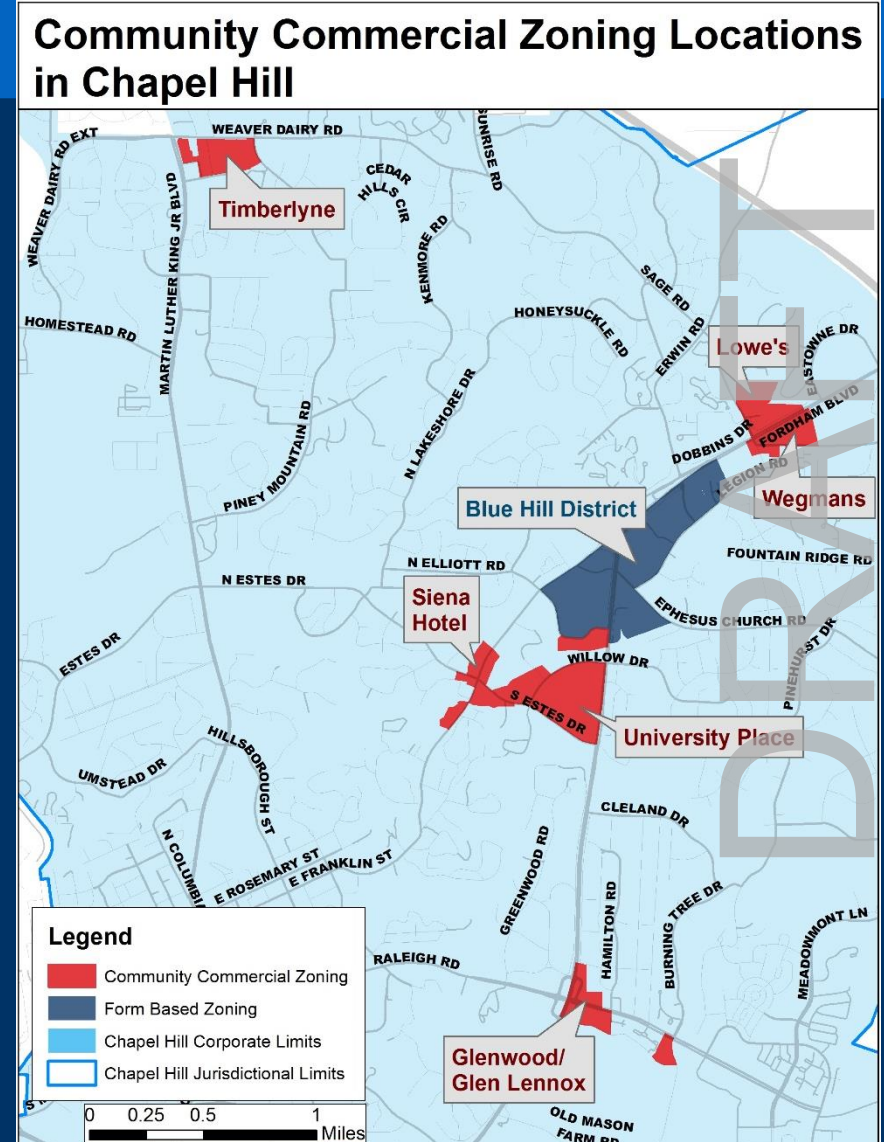 Community Commercial Zoning Locations
in Chapel Hill
WEAVER DAIRY RD EXT
WEAVER DAIRY RD
SUNRISE RD
Timberlyne
CEDAR
HILLS CIR
MARTIN LUTHER KING JR BLVD
KENMORE RD
HOMESTEAD RD
SAGE RD
HONEYSUCKLE RD
ERWIN RD
Lowe's
EASTOWNE DR
FORDHAM BLVD
N LAKESHORE DR
DOBBINS DR
LEGION RD
PINEY MOUNTAIN RD
Wegmans
Blue Hill District
FOUNTAIN RIDGE RD
N ELLIOTT RD
N ESTES DR
Siena
Hotel
EPHESUS CHURCH RD
PINEHURST DR
ESTES DR
WILLOW DR
S ESTES DR
University Place
HILLSBOROUGH ST
UMSTEAD DR
CLELAND DR
N COLUMBIA
E ROSEMARY ST
E FRANKLIN ST
GREENWOOD RD
HAMILTON RD
BURNING TREE DR
MEADOWMONT LN
RALEIGH RD
Glenwood/
Glen Lennox
OLD MASON
FARM RD
Legend
Community Commercial Zoning
Form Based Zoning
Chapel Hill Corporate Limits
Chapel Hill Jurisdictional Limits
0 0.25 0.5 1
Miles
DRAFT